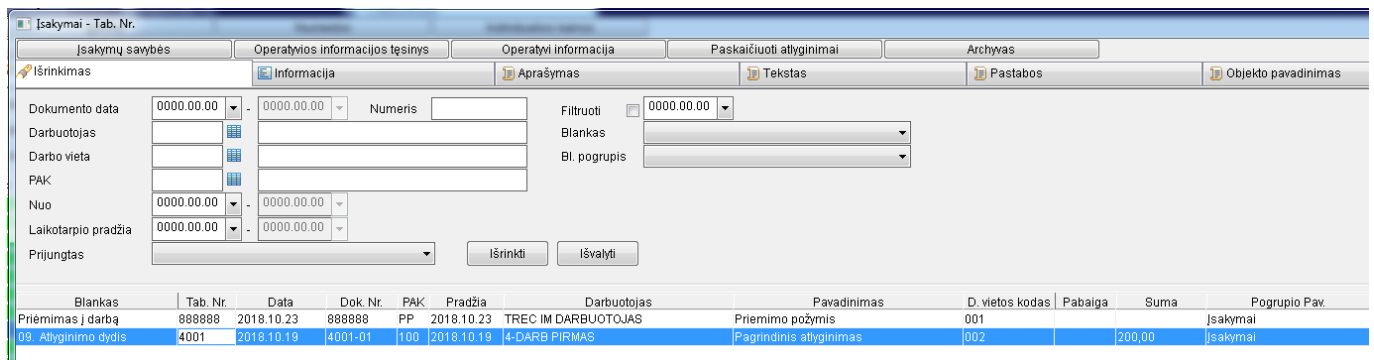 Įsakymai - Tab. Nr.
Įsakymų savybės Operatyvios informacijos tęsinys Operatyvi informacija Paskaičiuoti atlyginimai Archyvas
Išrinkimas Informacija Aprašymas Tekstas Pastabos Objekto pavadinimas
Dokumento data 0000.00.00 - 0000.00.00 Numeris Filtruoti 0000.00.00
Darbuotojas Blankas
Darbo vieta Bl. pogrupis
PAK
Nuo 0000.00.00 - 0000.00.00
Laikotarpio pradžia 0000.00.00 - 0000.00.00
Prijungtas Išrinkti Išvalyti
Blankas Tab. Nr. Data Dok. Nr. PAK Pradžia Darbuotojas Pavadinimas D. vietos kodas Pabaiga Suma Pogrupio Pav.
Priėmimas į darbą 888888 2018.10.23 888888 PP 2018.10.23 TREC IM DARBUOTOJAS Priemimo požymis 001 Įsakymai
09. Atlyginimo dydis 4001 2018.10.19 4001-01 100 2018.10.19 4-DARB PIRMAS Pagrindinis atlyginimas 002 200,00 Įsakymai